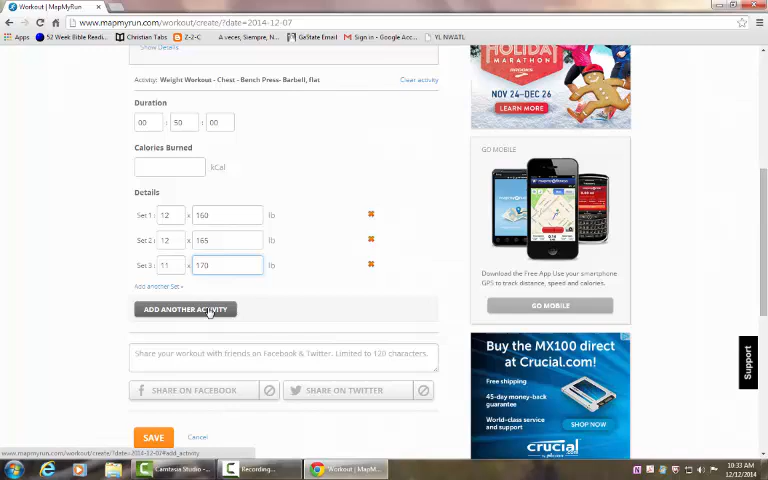 Workout | MapMyRun
www.mapmyrun.com/workout/create/?date=2014-12-07
Apps
52 Week Bible Readi...
Christian Tabs
A veces, Siempre, N...
Z-2-C
GaState EMail
Sign in - Google Acc...
YL NWATL
Show Details
Activity: Weight Workout - Chest - Bench Press- Barbell, flat
Clear activity
Duration
00 : 50 : 00
Calories Burned
kCal
Details
Set 1 : 12 x 160 lb
Set 2 : 12 x 165 lb
Set 3 : 11 x 170 lb
Add another Set +
ADD ANOTHER ACTIVITY
Share your workout with friends on Facebook & Twitter. Limited to 120 characters.
SHARE ON FACEBOOK
SHARE ON TWITTER
SAVE
Cancel
HOLIDAY
MARATHON
NOV 24-DEC 26
LEARN MORE
GO MOBILE
Download the Free App Use your smartphone
GPS to track distance, speed and calories.
GO MOBILE
Buy the MX100 direct
at Crucial.com!
Free shipping
45-day money-back
guarantee
World-class service
and support
SHOP NOW
crucial
Support
www.mapmyrun.com/workout/create/?date=2014-12-07#add_activity
Camtasia Studio -...
Recording...
Workout | MapM...
10:33 AM
12/12/2014